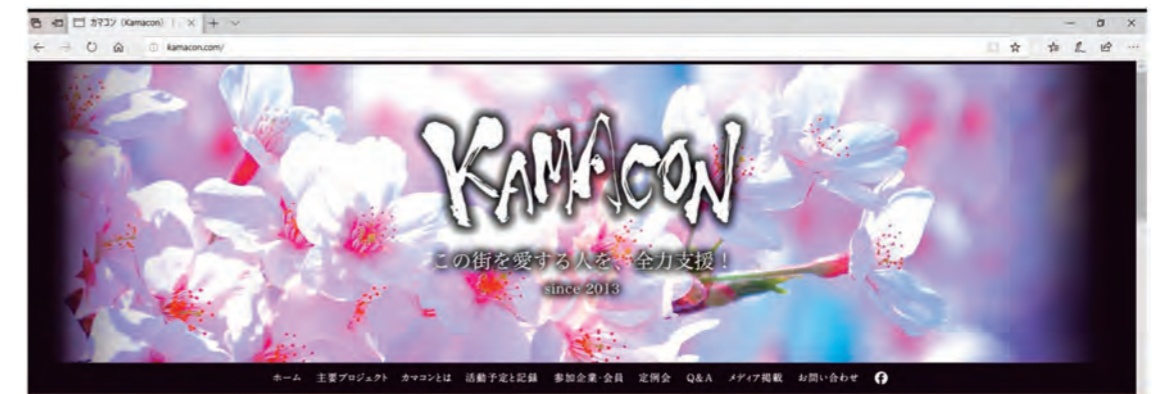 カマコン (Kamacon)
kamacon.com/
KAMACON
この街を愛する人を、全力支援!
since 2013
ホーム 主要プロジェクト カマコンとは 活動予定と記録 参加企業・会員 定例会 Q&A メディア掲載 お問い合わせ